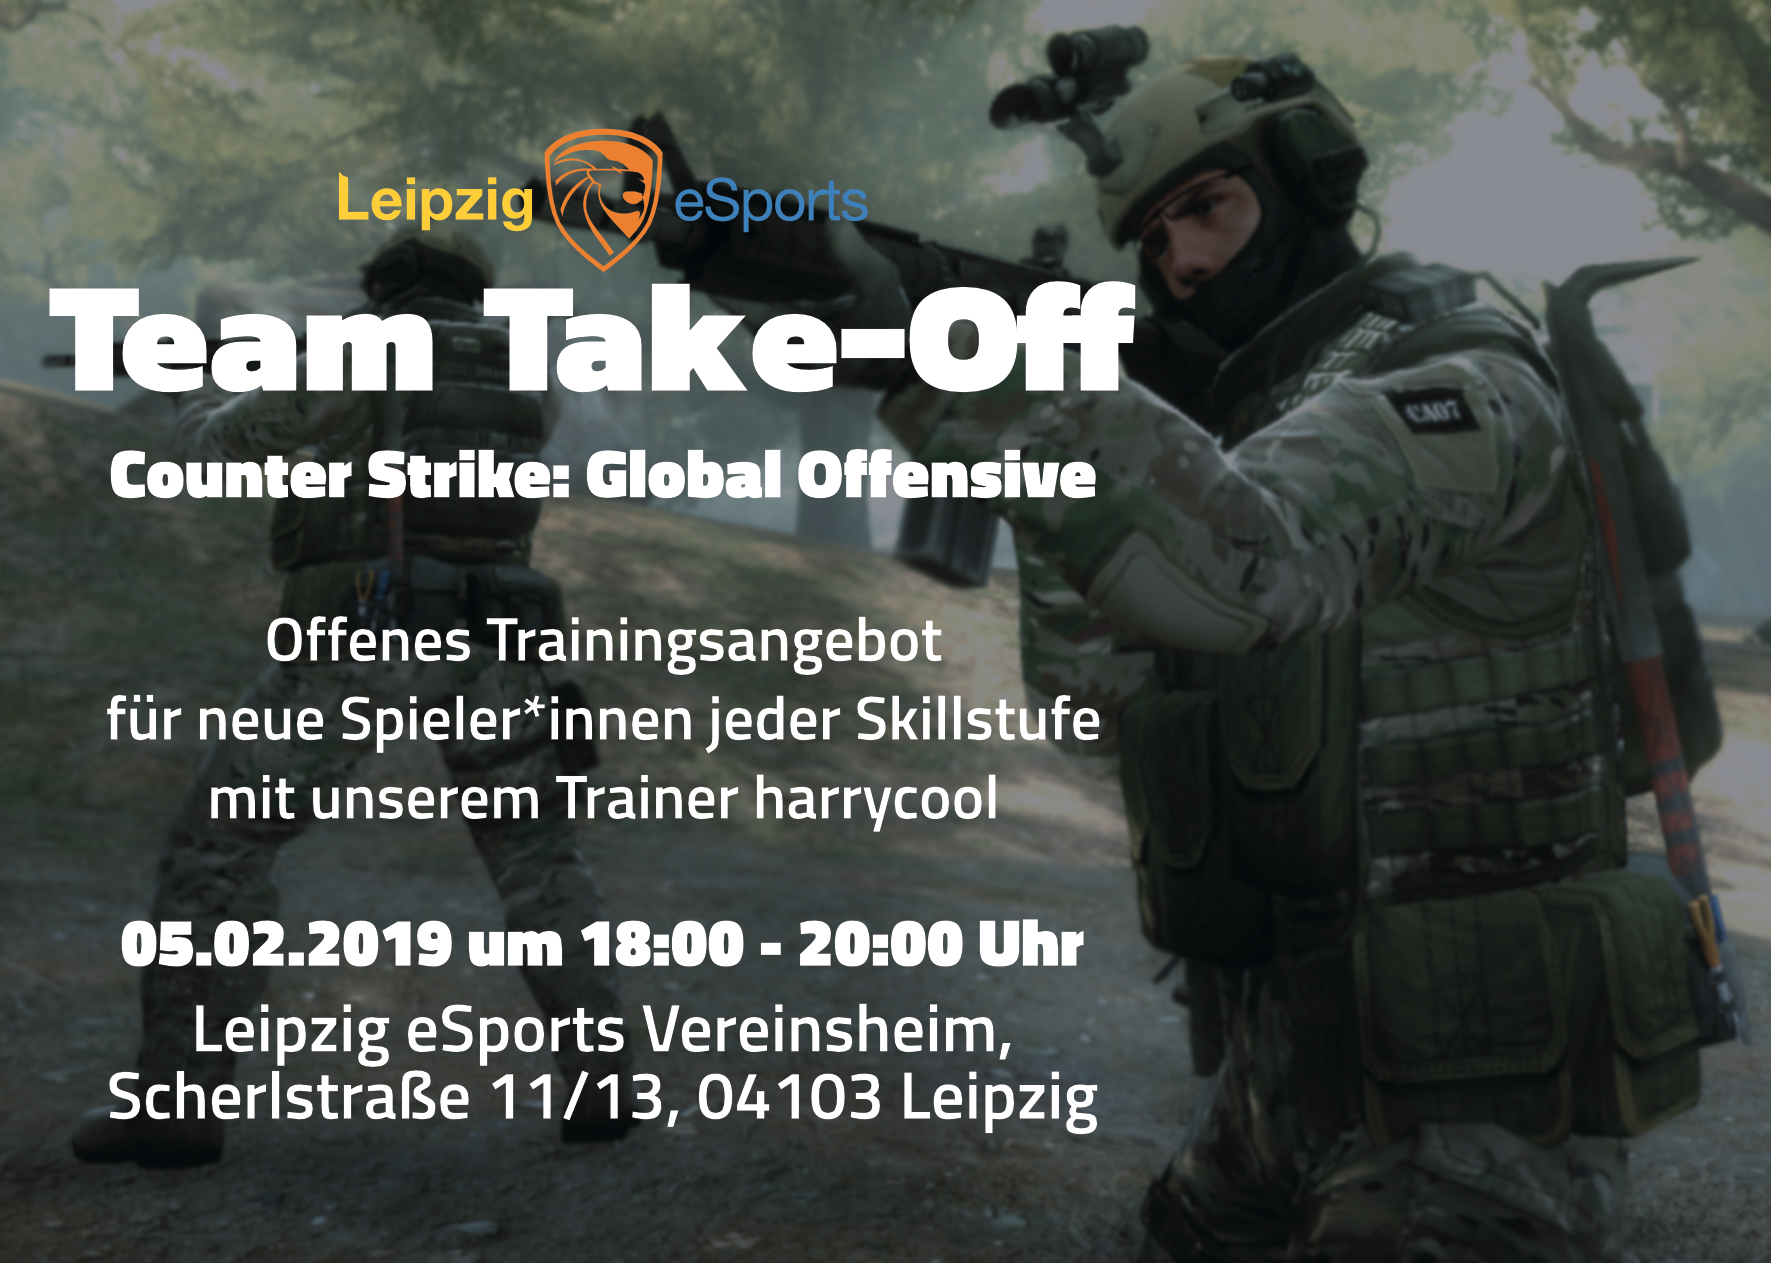 Leipzig eSports
Team Take-Off
Counter Strike: Global Offensive
Offenes Trainingsangebot
für neue Spieler*innen jeder Skillstufe
mit unserem Trainer harrycool
05.02.2019 um 18:00 - 20:00 Uhr
Leipzig eSports Vereinsheim,
Scherlstraße 11/13, 04103 Leipzig
CA07